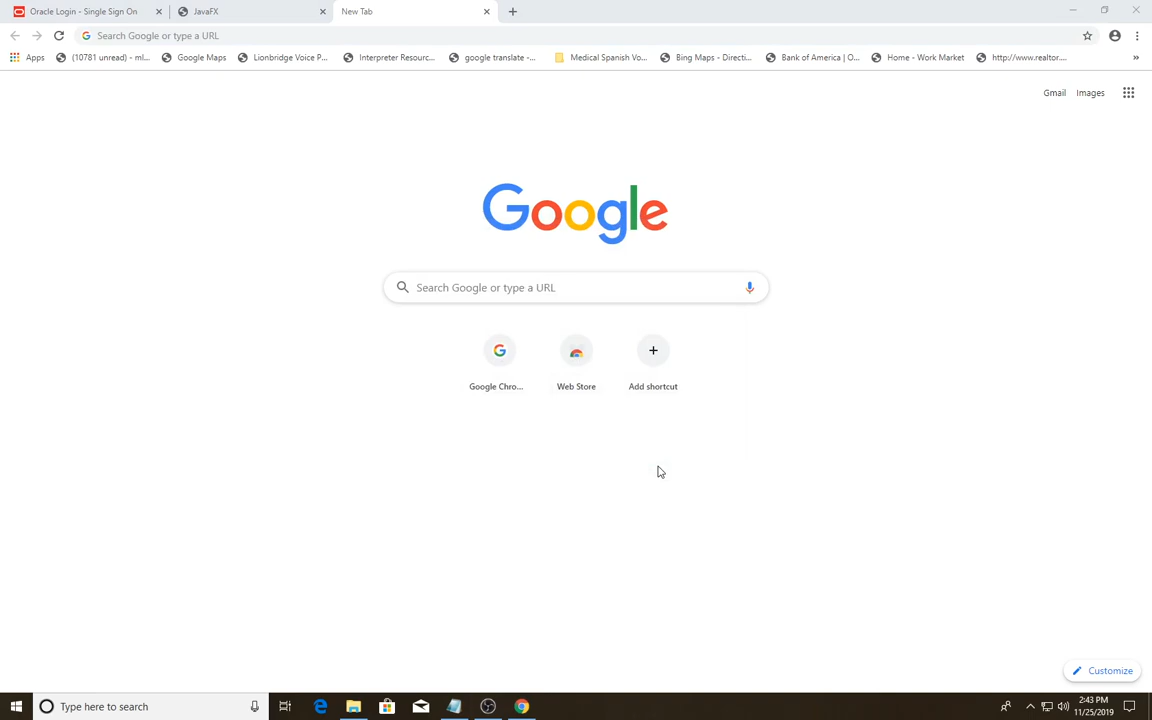 Oracle Login - Single Sign On
JavaFX
New Tab
Search Google or type a URL
Apps
(10781 unread) - ml...
Google Maps
Lionbridge Voice P...
Interpreter Resourc...
google translate -...
Medical Spanish Vo...
Bing Maps - Directi...
Bank of America | O...
Home - Work Market
http://www.realtor....
»
Gmail
Images
Google
Search Google or type a URL
Google Chro...
Web Store
Add shortcut
Customize
Type here to search
2:43 PM
11/25/2019